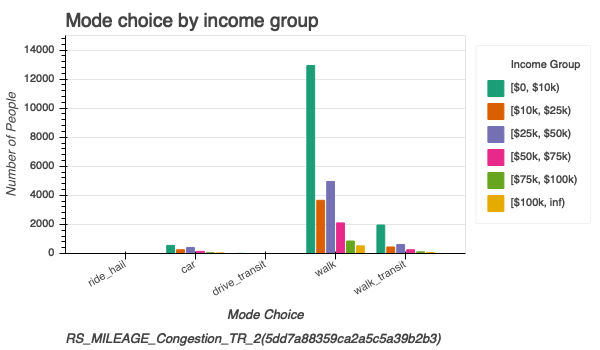 Mode choice by income group
14000
12000
10000
8000
6000
4000
2000
0
Number of People
ride_hail
car
drive_transit
walk
walk_transit
Mode Choice
RS_MILEAGE_Congestion_TR_2(5dd7a88359ca2a5c5a39b2b3)
Income Group
[$0, $10k)
[$10k, $25k)
[$25k, $50k)
[$50k, $75k)
[$75k, $100k)
[$100k, inf)